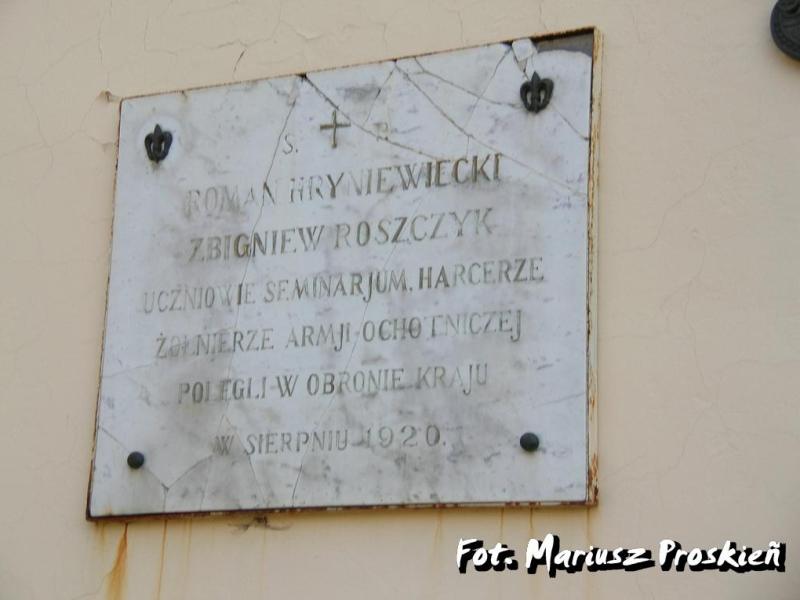 S. P.
ROMAN HRYNIEWIECKI
ZBIGNIEW ROSZCZYK
UCZNIOWIE SEMINARJUM, HARCERZE
ŻOŁNIERZE ARMJI-OCHOTNICZEJ
POLEGLI-W OBRONIE KRAJU
W SIERPNIU 1920.
Fot. Mariusz Proskień